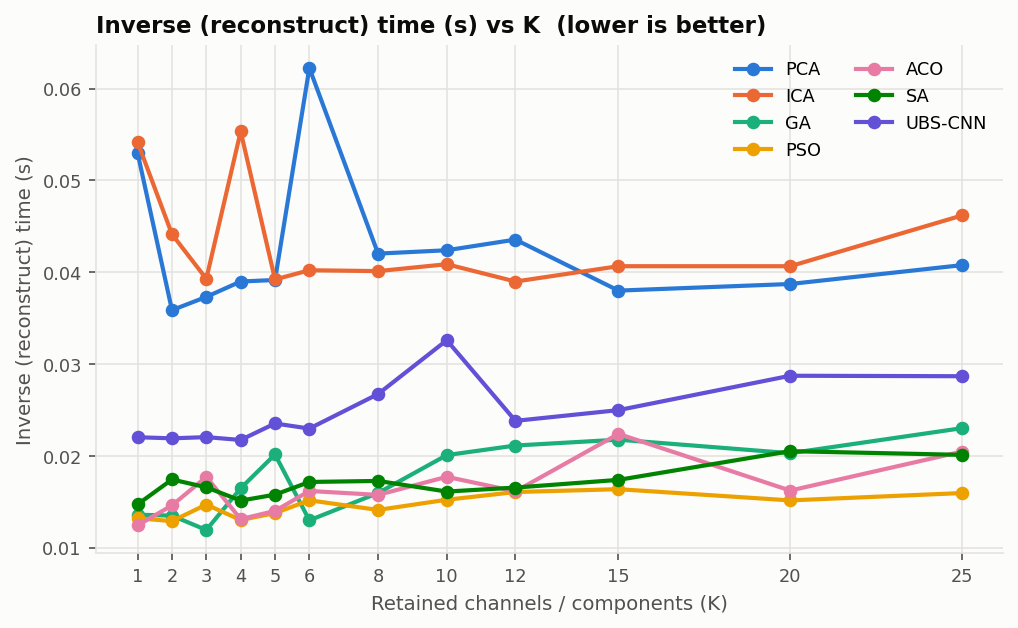 Inverse (reconstruct) time (s) vs K  (lower is better)
PCA
ICA
GA
PSO
ACO
SA
UBS-CNN
Inverse (reconstruct) time (s)
0.06
0.05
0.04
0.03
0.02
0.01
1 2 3 4 5 6 8 10 12 15 20 25
Retained channels / components (K)